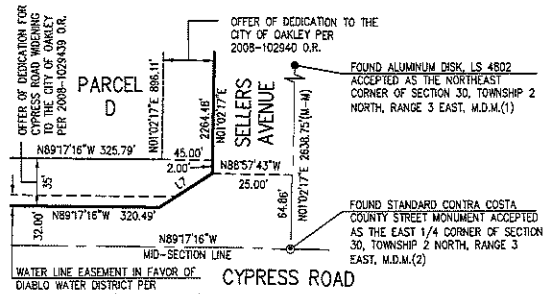 OFFER OF DEDICATION FOR
CYPRESS ROAD WIDENING
TO THE CITY OF OAKLEY
PER 2008-1029439 O.R.
PARCEL
D
N01°02'17"E 896.11'
OFFER OF DEDICATION TO THE
CITY OF OAKLEY PER
2008-102940 O.R.
2264.46'
N01°02'17"E
SELLERS
AVENUE
N01°02'17"E 2638.75'(M-M)
FOUND ALUMINUM DISK, LS 4802
ACCEPTED AS THE NORTHEAST
CORNER OF SECTION 30, TOWNSHIP 2
NORTH, RANGE 3 EAST, M.D.M.(1)
N89°17'16"W 325.79'
45.00'
2.00'
N88°57'43"W
25.00'
35'
L7
64.86'
N89°17'16"W 320.49'
32.00'
N89°17'16"W
MID-SECTION LINE
FOUND STANDARD CONTRA COSTA
COUNTY STREET MONUMENT ACCEPTED
AS THE EAST 1/4 CORNER OF SECTION
30, TOWNSHIP 2 NORTH, RANGE 3
EAST, M.D.M.(2)
WATER LINE EASEMENT IN FAVOR OF
DIABLO WATER DISTRICT PER
CYPRESS ROAD